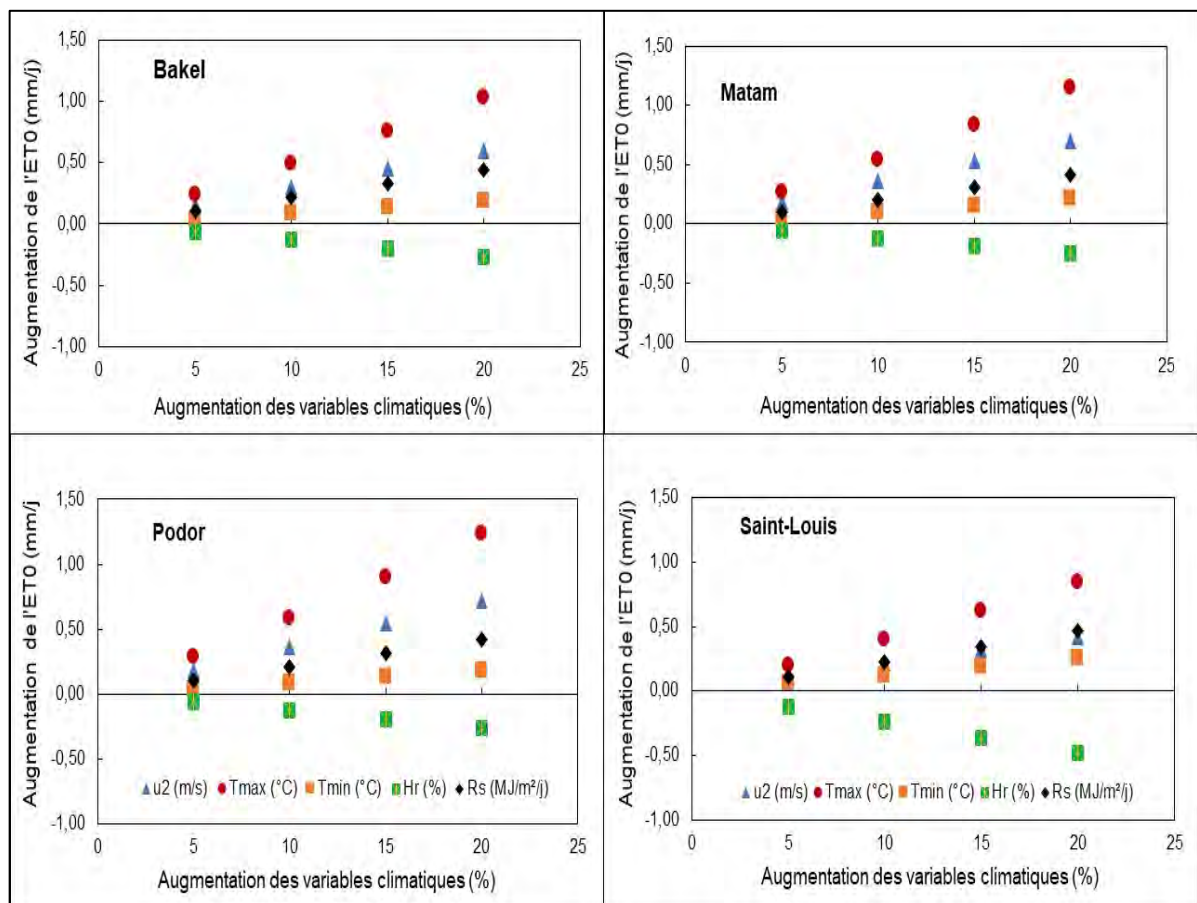 Bakel
Augmentation de l'ET0 (mm/j)
1,50
1,00
0,50
0,00
-0,50
-1,00
0 5 10 15 20 25
Augmentation des variables climatiques (%)
Matam
Augmentation de l'ET0 (mm/j)
1,50
1,00
0,50
0,00
-0,50
-1,00
0 5 10 15 20 25
Augmentation des variables climatiques (%)
Podor
Augmentation de l'ET0 (mm/j)
1,50
1,00
0,50
0,00
-0,50
-1,00
u2 (m/s) Tmax (°C) Tmin (°C) Hr (%) Rs (MJ/m²/j)
0 5 10 15 20 25
Augmentation des variables climatiques (%)
Saint-Louis
Augmentation de l'ET0 (mm/j)
1,50
1,00
0,50
0,00
-0,50
-1,00
u2 (m/s) Tmax (°C) Tmin (°C) Hr (%) Rs (MJ/m²/j)
0 5 10 15 20 25
Augmentation des variables climatiques (%)